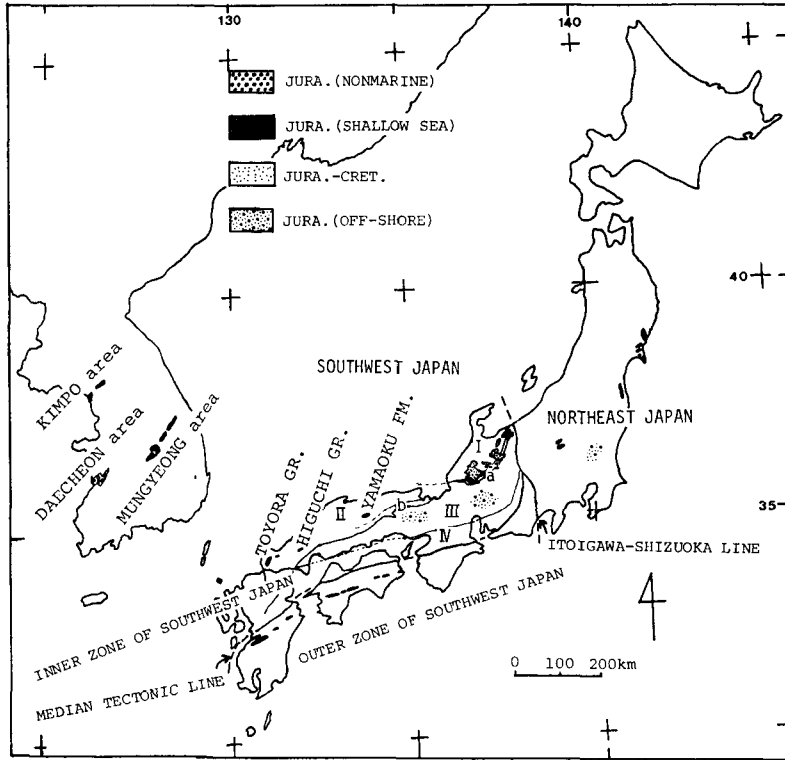 130
140
JURA.(NONMARINE)
JURA.(SHALLOW SEA)
JURA.-CRET.
JURA.(OFF-SHORE)
40
SOUTHWEST JAPAN
KIMPO area
DAECHEON area
MUNGYEONG area
TOYORA GR.
HIGUCHI GR.
YAMAOKU FM.
NORTHEAST JAPAN
I
a
II
b
III
IV
35
ITOIGAWA-SHIZUOKA LINE
INNER ZONE OF SOUTHWEST JAPAN
OUTER ZONE OF SOUTHWEST JAPAN
MEDIAN TECTONIC LINE
0 100 200km